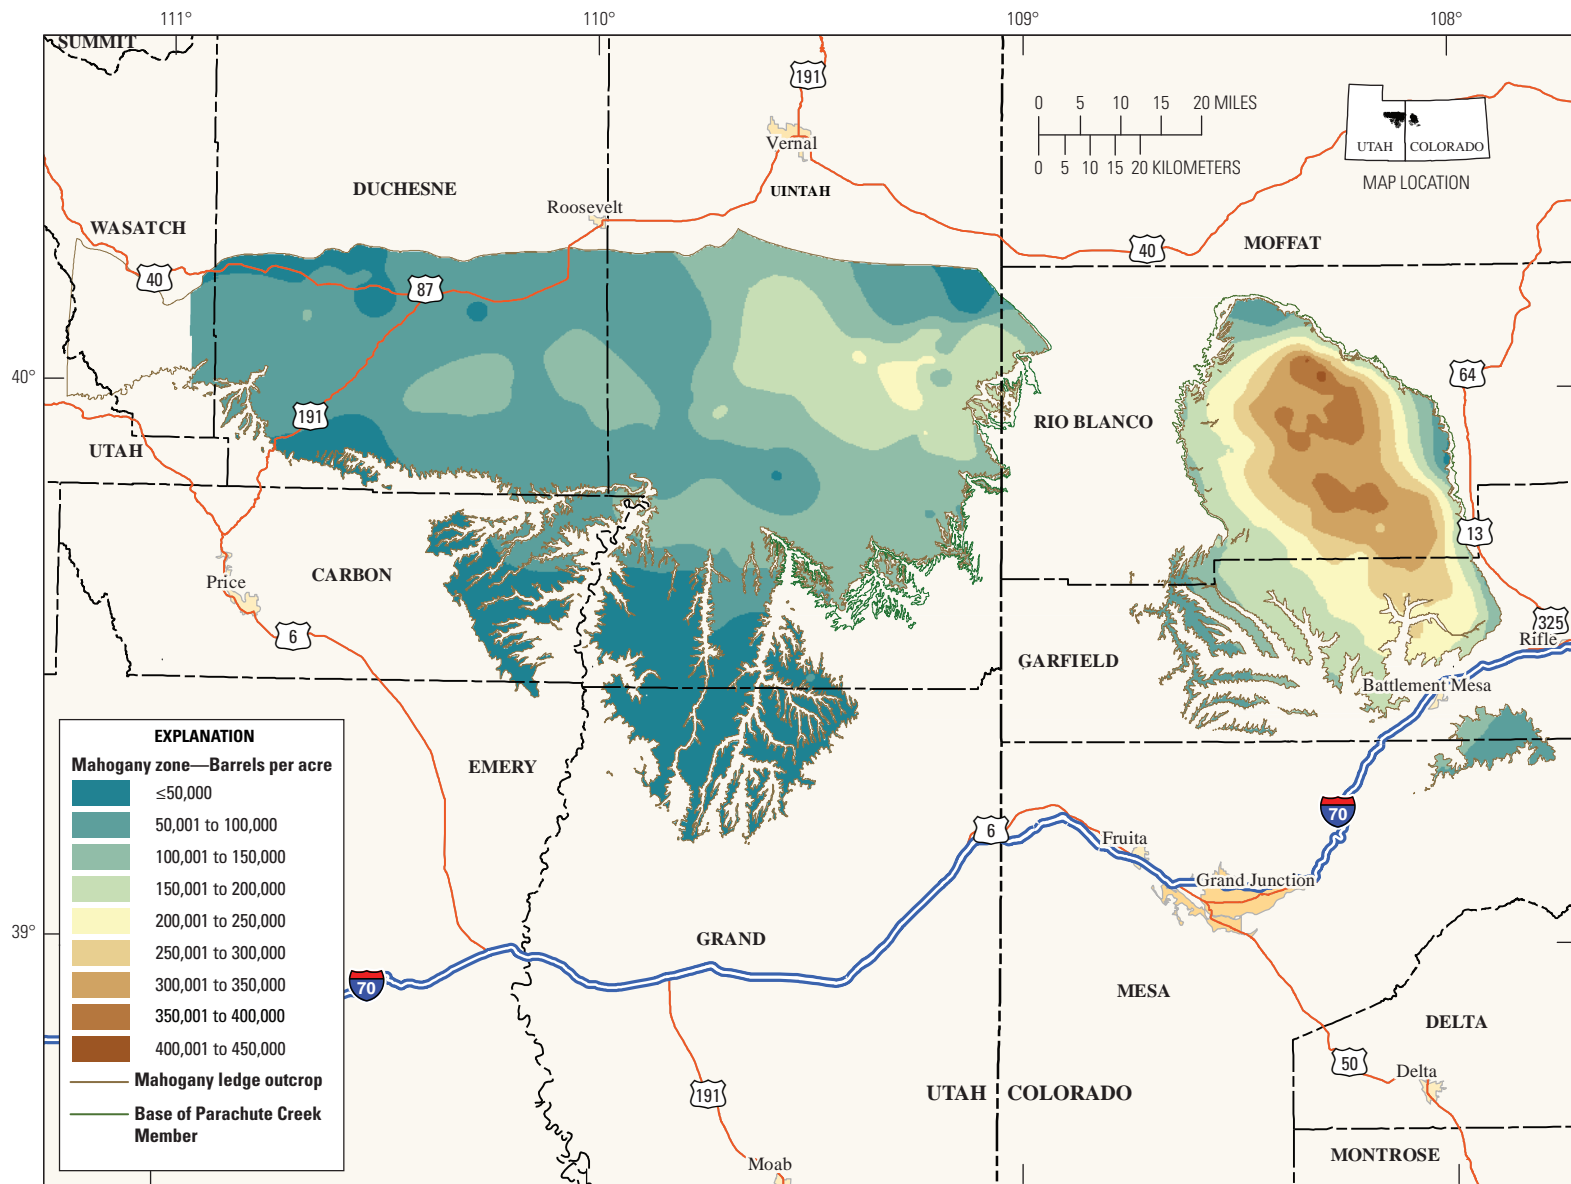 111°
110°
109°
108°
SUMMIT
191
0 5 10 15 20 MILES
0 5 10 15 20 KILOMETERS
UTAH
COLORADO
MAP LOCATION
Vernal
DUCHESNE
UINTAH
Roosevelt
WASATCH
40
40
MOFFAT
87
40°
64
191
RIO BLANCO
UTAH
13
CARBON
Price
6
325
Rifle
GARFIELD
Battlement Mesa
EMERY
70
6
Fruita
Grand Junction
39°
GRAND
70
MESA
DELTA
50
Delta
191
UTAH
COLORADO
MONTROSE
Moab
EXPLANATION
Mahogany zone—Barrels per acre
≤50,000
50,001 to 100,000
100,001 to 150,000
150,001 to 200,000
200,001 to 250,000
250,001 to 300,000
300,001 to 350,000
350,001 to 400,000
400,001 to 450,000
Mahogany ledge outcrop
Base of Parachute Creek
Member